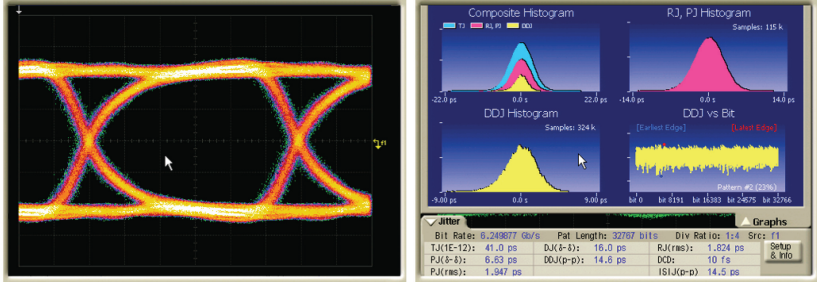 f1
Composite Histogram
TJ RJ, PJ DDJ
-22.0 ps 0.0 s 22.0 ps
RJ, PJ Histogram
Samples: 115 k
-14.0 ps 0.0 s 14.0 ps
DDJ Histogram
Samples: 324 k
-9.00 ps 0.0 s 9.00 ps
DDJ vs Bit
[Earliest Edge] [Latest Edge]
Pattern: #2 (23%)
bit 0 bit 8191 bit 16383 bit 24575 bit 32766
Jitter
Graphs
Bit Rate: 6.249877 Gb/s Pat Length: 32767 bits Div Ratio: 1:4 Src: f1
TJ(1E-12): 41.0 ps DJ(δ-δ): 16.0 ps RJ(rms): 1.824 ps
PJ(δ-δ): 6.63 ps DDJ(p-p): 14.6 ps DCD: 10 fs
PJ(rms): 1.947 ps ISI(p-p) 14.5 ps
Setup
& Info